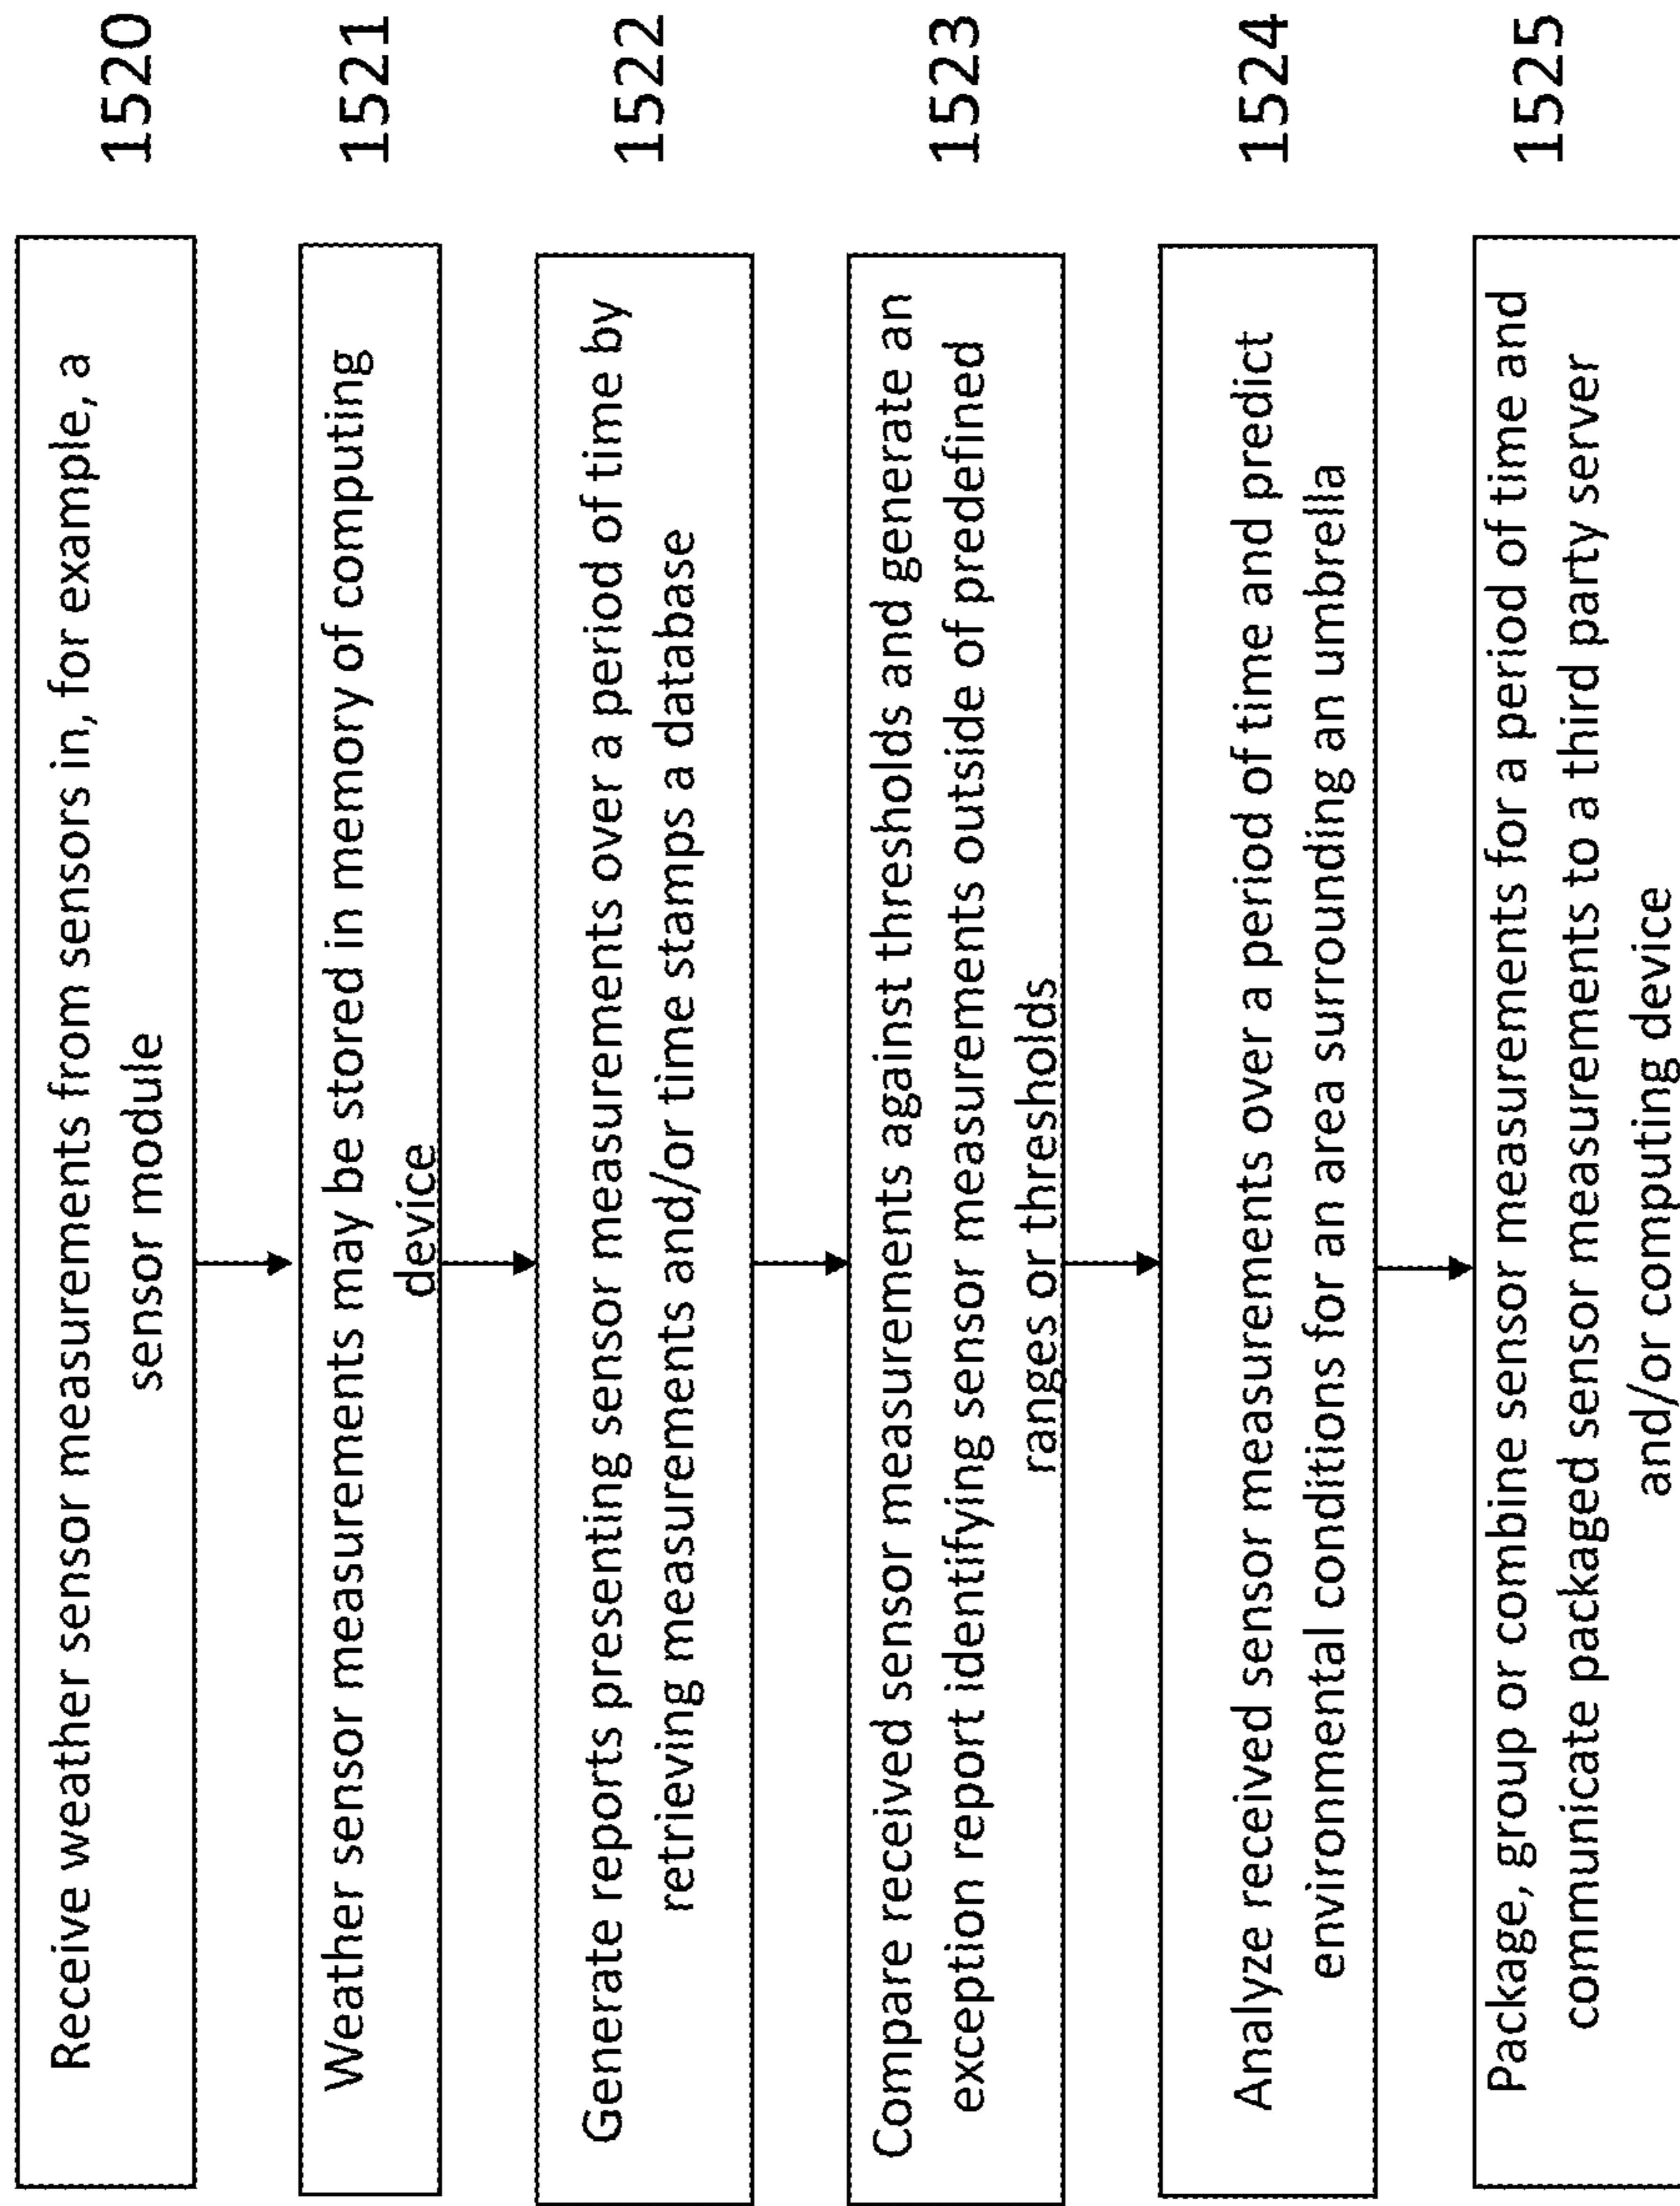 Receive weather sensor measurements from sensors in, for example, a
sensor module
1520
Weather sensor measurements may be stored in memory of computing
device
1521
Generate reports presenting sensor measurements over a period of time by
retrieving measurements and/or time stamps a database
1522
Compare received sensor measurements against thresholds and generate an
exception report identifying sensor measurements outside of predefined
ranges or thresholds
1523
Analyze received sensor measurements over a period of time and predict
environmental conditions for an area surrounding an umbrella
1524
Package, group or combine sensor measurements for a period of time and
communicate packaged sensor measurements to a third party server
and/or computing device
1525